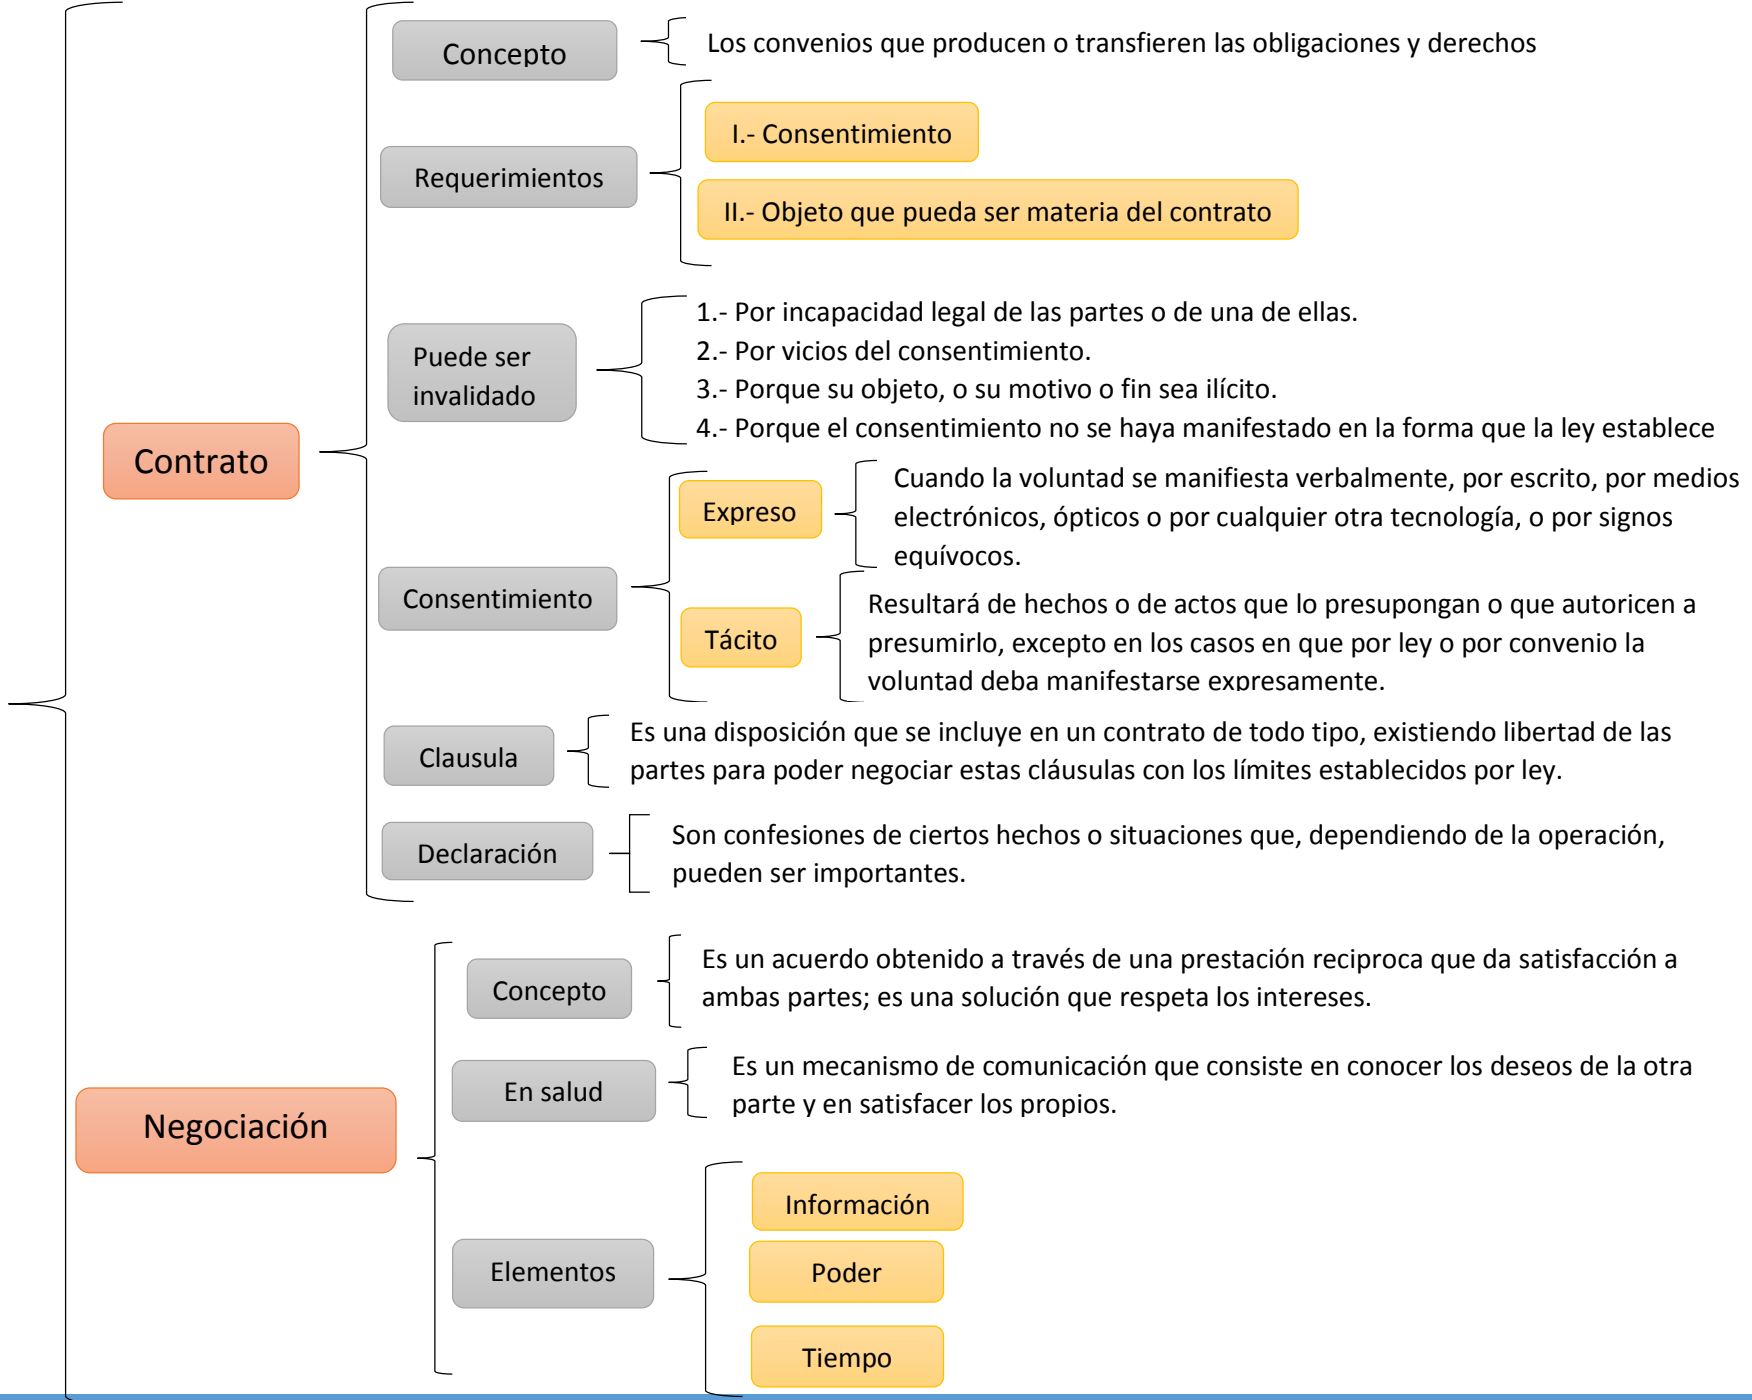 Contrato
Concepto
Los convenios que producen o transfieren las obligaciones y derechos
Requerimientos
I.- Consentimiento
II.- Objeto que pueda ser materia del contrato
Puede ser
invalidado
1.- Por incapacidad legal de las partes o de una de ellas.
2.- Por vicios del consentimiento.
3.- Porque su objeto, o su motivo o fin sea ilícito.
4.- Porque el consentimiento no se haya manifestado en la forma que la ley establece
Consentimiento
Expreso
Cuando la voluntad se manifiesta verbalmente, por escrito, por medios
electrónicos, ópticos o por cualquier otra tecnología, o por signos
equívocos.
Tácito
Resultará de hechos o de actos que lo presupongan o que autoricen a
presumirlo, excepto en los casos en que por ley o por convenio la
voluntad deba manifestarse expresamente.
Clausula
Es una disposición que se incluye en un contrato de todo tipo, existiendo libertad de las
partes para poder negociar estas cláusulas con los límites establecidos por ley.
Declaración
Son confesiones de ciertos hechos o situaciones que, dependiendo de la operación,
pueden ser importantes.
Negociación
Concepto
Es un acuerdo obtenido a través de una prestación reciproca que da satisfacción a
ambas partes; es una solución que respeta los intereses.
En salud
Es un mecanismo de comunicación que consiste en conocer los deseos de la otra
parte y en satisfacer los propios.
Elementos
Información
Poder
Tiempo